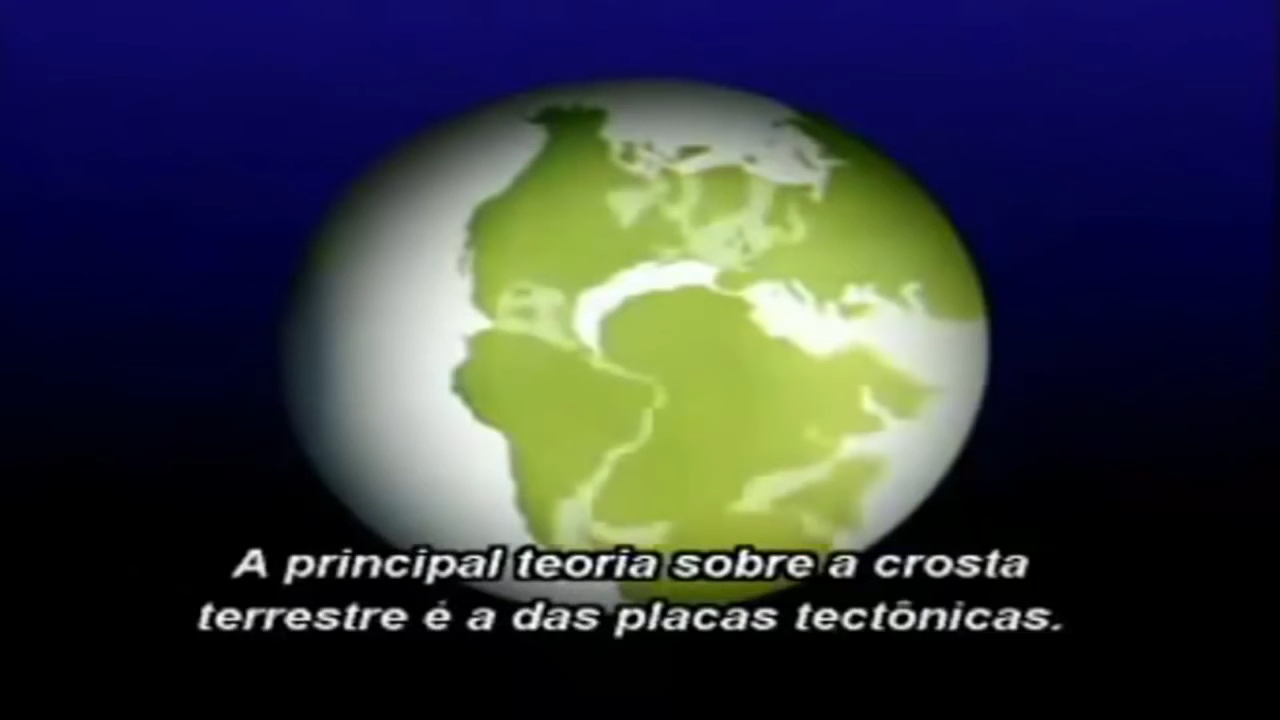 A principal teoria sobre a crosta
terrestre é a das placas tectônicas.